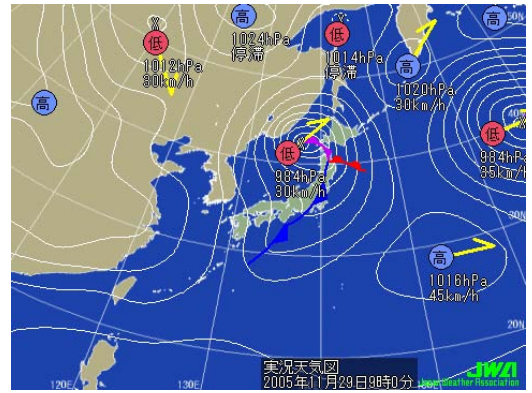 高
1024hPa
停滞
低
1012hPa
30km/h
低
1014hPa
停滞
高
1020hPa
30km/h
50N
高
40N
低
984hPa
30km/h
低
984hPa
35km/h
30N
高
1016hPa
45km/h
20N
実況天気図
2005年11月29日9時0分
JWA
Japan Weather Association
120E
130E